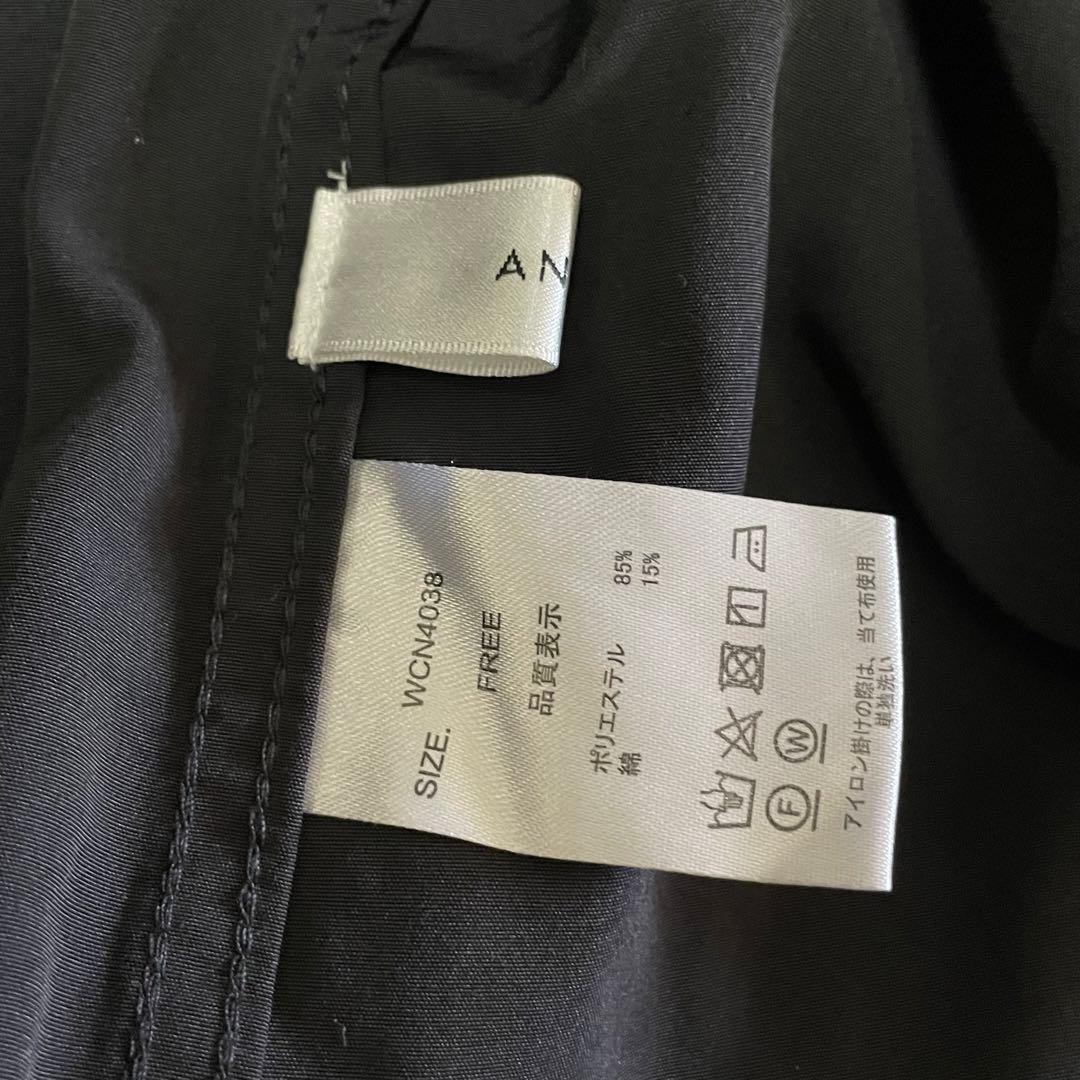 AN
WCN4038
SIZE. FREE
品質表示
ポリエステル 85%
綿 15%
F W
アイロン掛けの際は、当て布使用
単独洗い